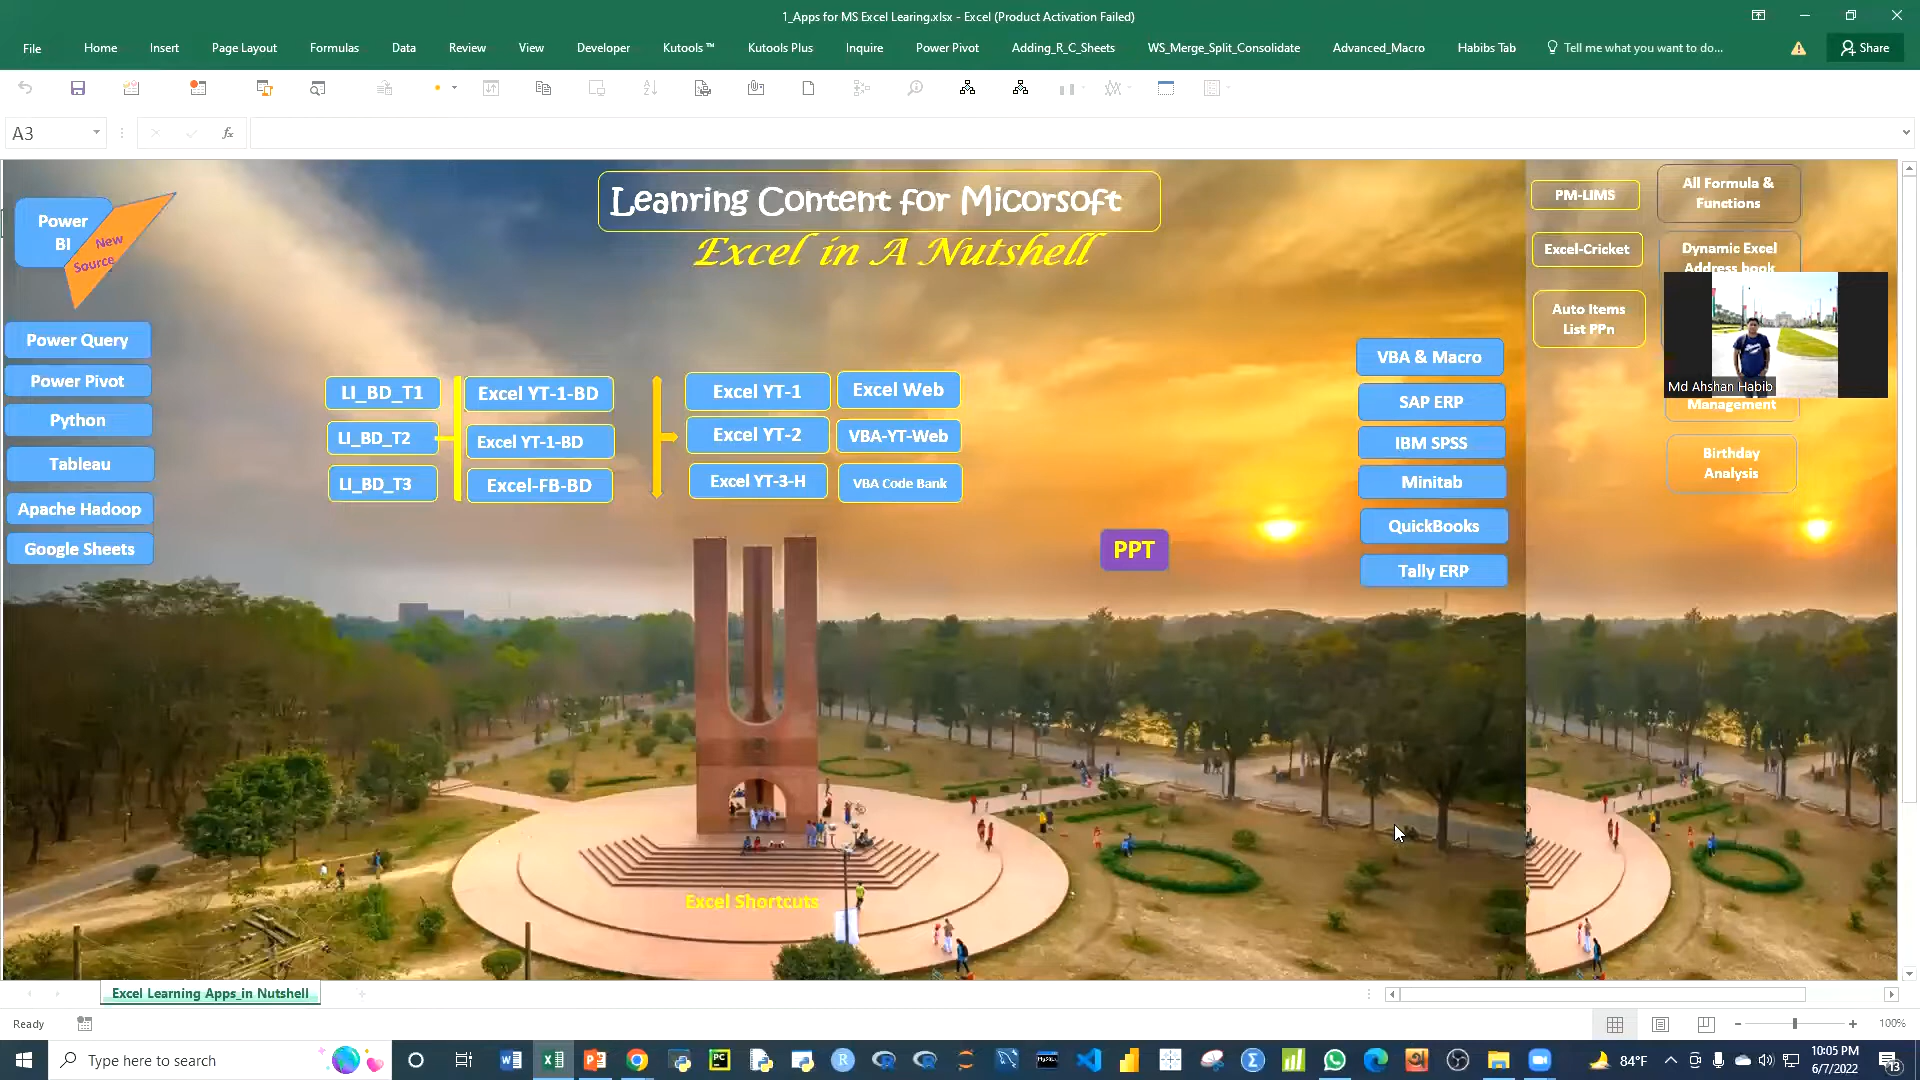 1_Apps for MS Excel Learing.xlsx - Excel (Product Activation Failed)
File Home Insert Page Layout Formulas Data Review View Developer Kutools ™ Kutools Plus Inquire Power Pivot Adding_R_C_Sheets WS_Merge_Split_Consolidate Advanced_Macro Habibs Tab Tell me what you want to do... Share
A3
fx
Leanring Content for Micorsoft
Excel in A Nutshell
Power
BI
New
Source
PM-LIMS
All Formula &
Functions
Excel-Cricket
Dynamic Excel
Address book
Auto Items
List PPn
Md Ahshan Habib
Management
Birthday
Analysis
Power Query
Power Pivot
Python
Tableau
Apache Hadoop
Google Sheets
LI_BD_T1
LI_BD_T2
LI_BD_T3
Excel YT-1-BD
Excel YT-1-BD
Excel-FB-BD
Excel YT-1
Excel YT-2
Excel YT-3-H
Excel Web
VBA-YT-Web
VBA Code Bank
PPT
VBA & Macro
SAP ERP
IBM SPSS
Minitab
QuickBooks
Tally ERP
Excel Shortcuts
Excel Learning Apps_in Nutshell
Ready
100%
Type here to search
84°F
10:05 PM
6/7/2022
13